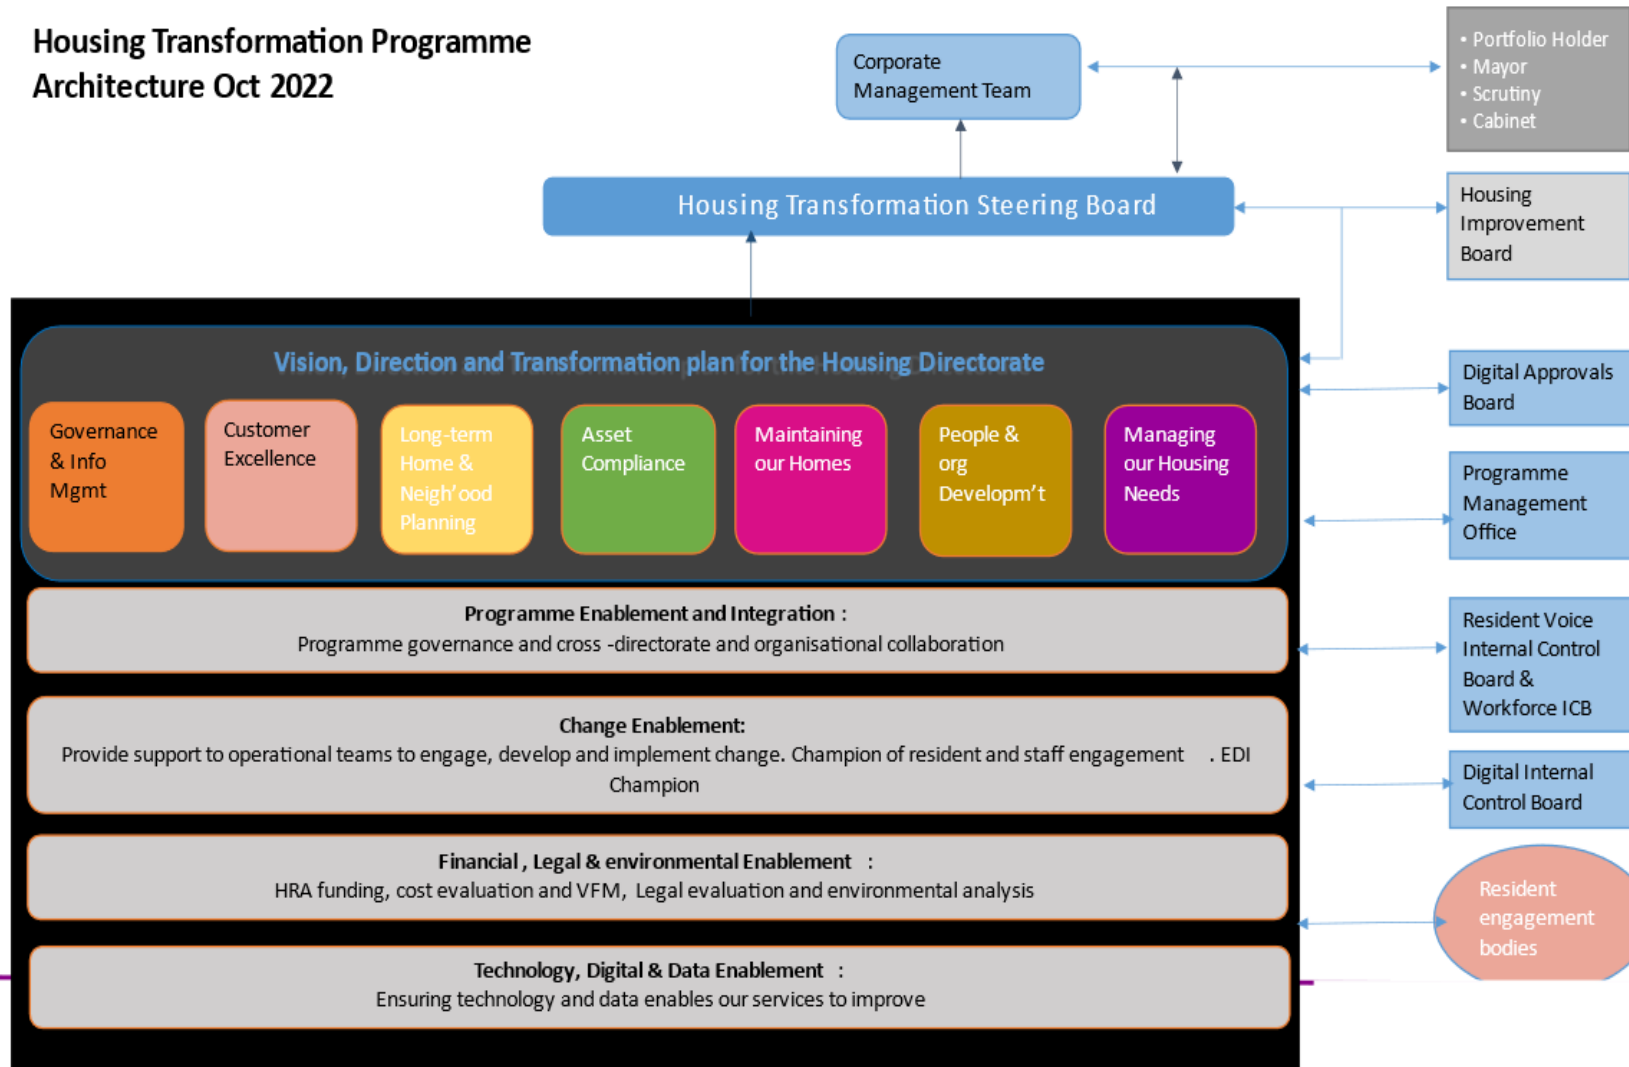 Housing Transformation Programme
Architecture Oct 2022
Corporate
Management Team
• Portfolio Holder
• Mayor
• Scrutiny
• Cabinet
Housing Transformation Steering Board
Housing
Improvement
Board
Vision, Direction and Transformation plan for the Housing Directorate
Governance
& Info
Mgmt
Customer
Excellence
Long-term
Home &
Neigh'ood
Planning
Asset
Compliance
Maintaining
our Homes
People &
org
Developm't
Managing
our Housing
Needs
Digital Approvals
Board
Programme
Management
Office
Programme Enablement and Integration :
Programme governance and cross -directorate and organisational collaboration
Resident Voice
Internal Control
Board &
Workforce ICB
Change Enablement:
Provide support to operational teams to engage, develop and implement change. Champion of resident and staff engagement . EDI
Champion
Digital Internal
Control Board
Financial , Legal & environmental Enablement :
HRA funding, cost evaluation and VFM, Legal evaluation and environmental analysis
Resident
engagement
bodies
Technology, Digital & Data Enablement :
Ensuring technology and data enables our services to improve